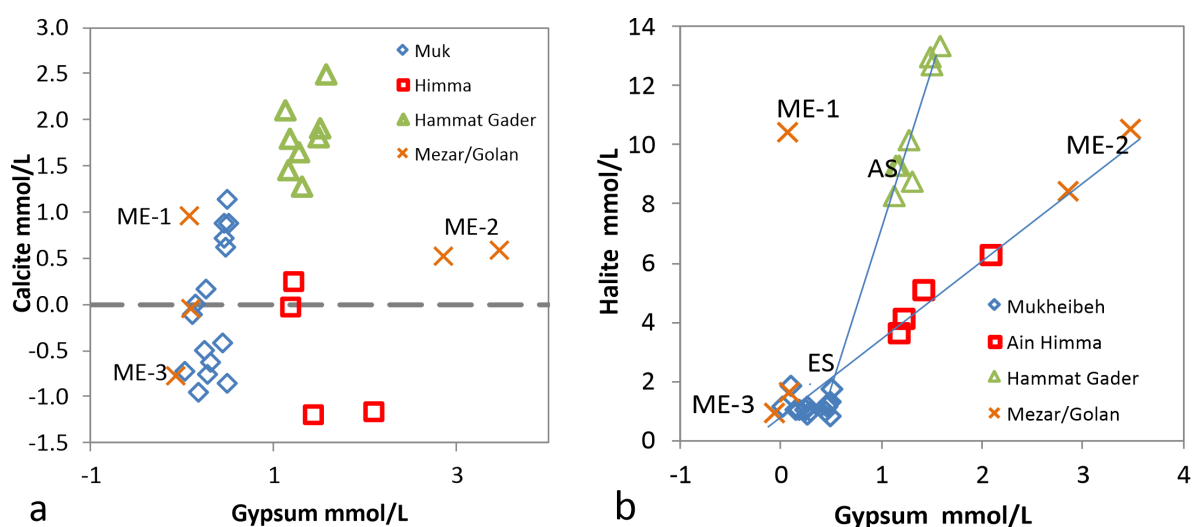 3.0
2.5
2.0
1.5
1.0
0.5
0.0
-0.5
-1.0
-1.5
Calcite mmol/L
Muk
Himma
Hammat Gader
Mezar/Golan
ME-1
ME-2
ME-3
-1
1
3
a
Gypsum mmol/L
14
12
10
8
6
4
2
0
Halite mmol/L
ME-1
ME-2
AS
ES
ME-3
Mukheibeh
Ain Himma
Hammat Gader
Mezar/Golan
-1
0
1
2
3
4
b
Gypsum mmol/L